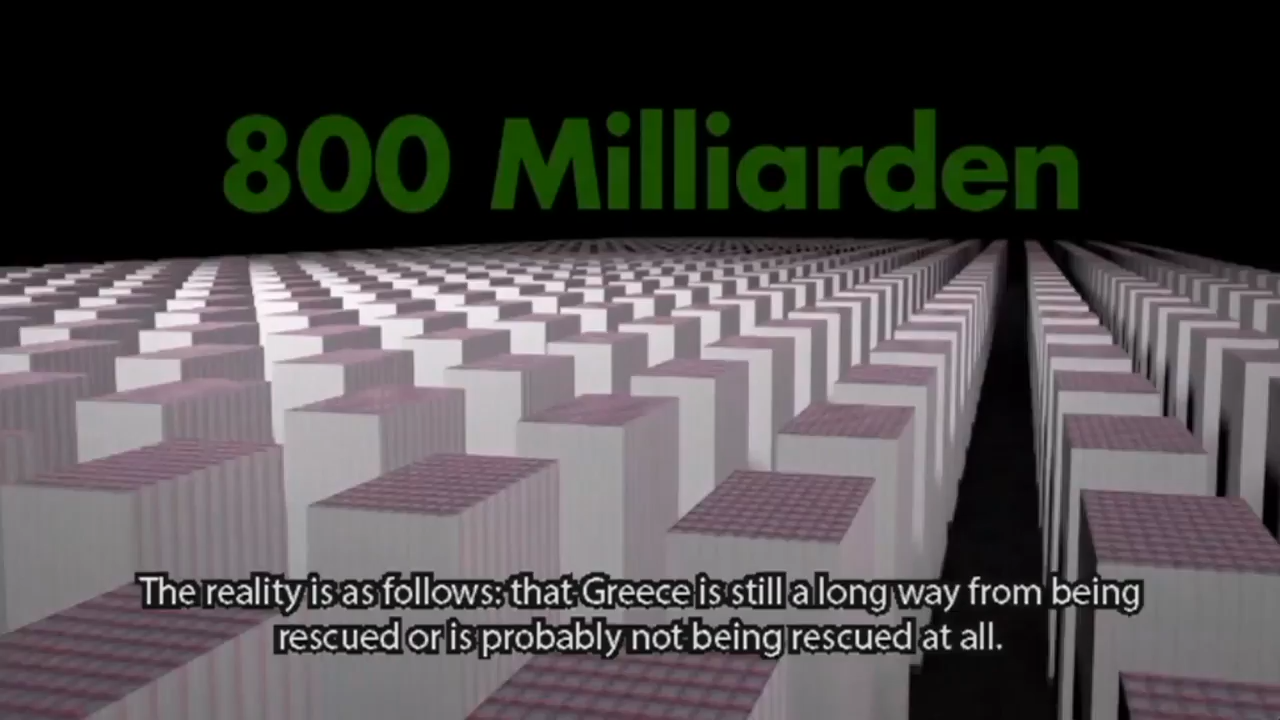 800 Milliarden
The reality is as follows: that Greece is still a long way from being
rescued or is probably not being rescued at all.